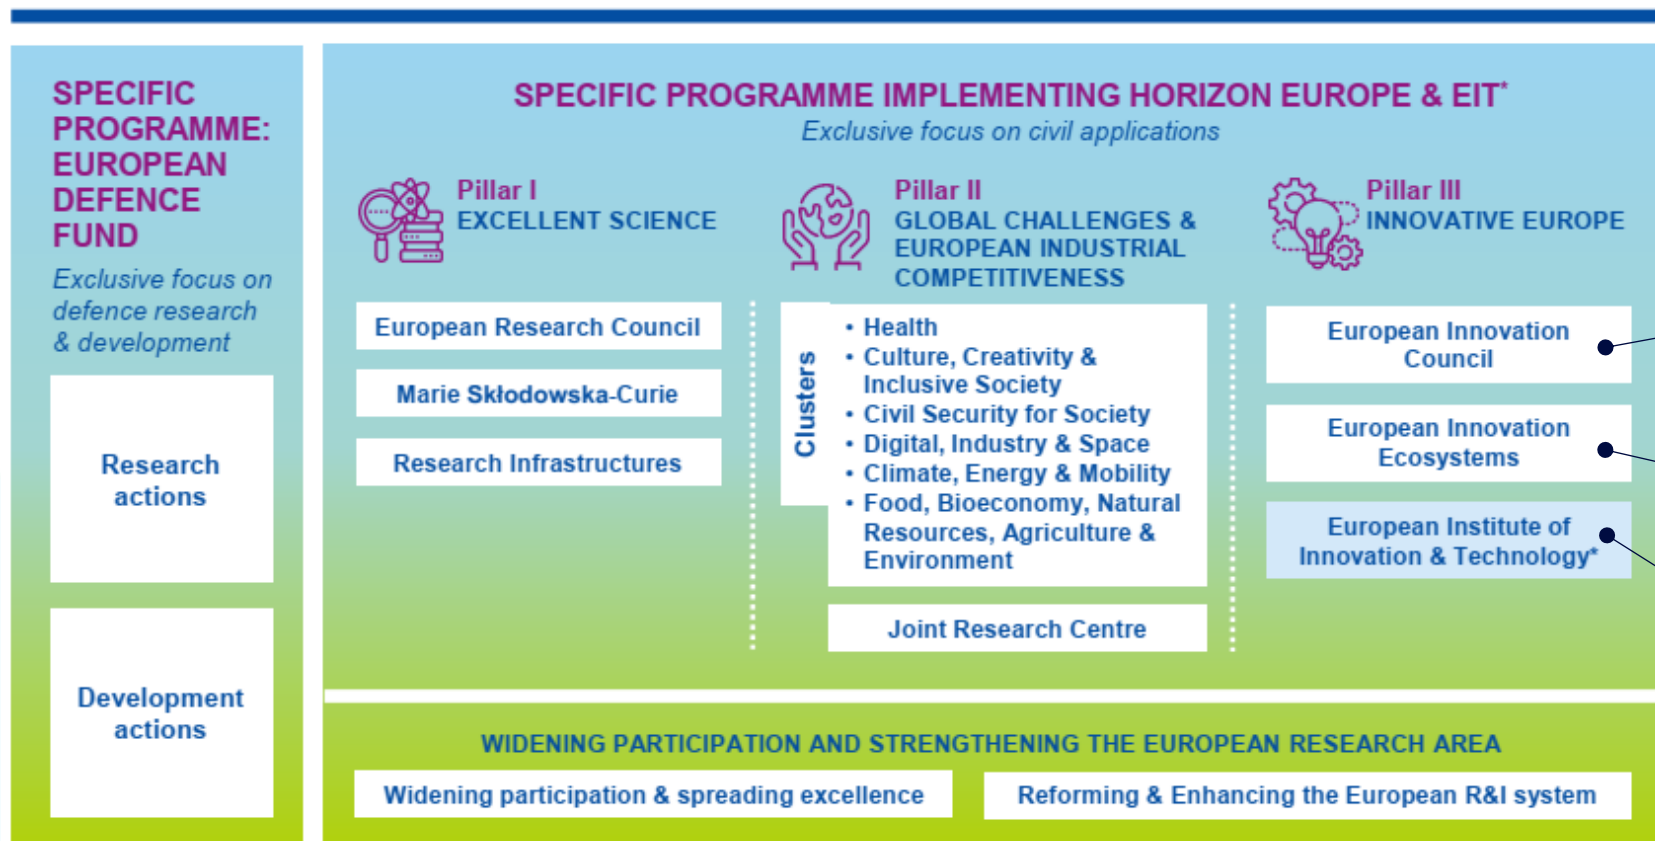 SPECIFIC
PROGRAMME:
EUROPEAN
DEFENCE
FUND
Exclusive focus on
defence research
& development
Research
actions
Development
actions
SPECIFIC PROGRAMME IMPLEMENTING HORIZON EUROPE & EIT*
Exclusive focus on civil applications
Pillar I
EXCELLENT SCIENCE
European Research Council
Marie Skłodowska-Curie
Research Infrastructures
Pillar II
GLOBAL CHALLENGES &
EUROPEAN INDUSTRIAL
COMPETITIVENESS
Clusters
• Health
• Culture, Creativity &
Inclusive Society
• Civil Security for Society
• Digital, Industry & Space
• Climate, Energy & Mobility
• Food, Bioeconomy, Natural
Resources, Agriculture &
Environment
Joint Research Centre
Pillar III
INNOVATIVE EUROPE
European Innovation
Council
European Innovation
Ecosystems
European Institute of
Innovation & Technology*
WIDENING PARTICIPATION AND STRENGTHENING THE EUROPEAN RESEARCH AREA
Widening participation & spreading excellence
Reforming & Enhancing the European R&I system